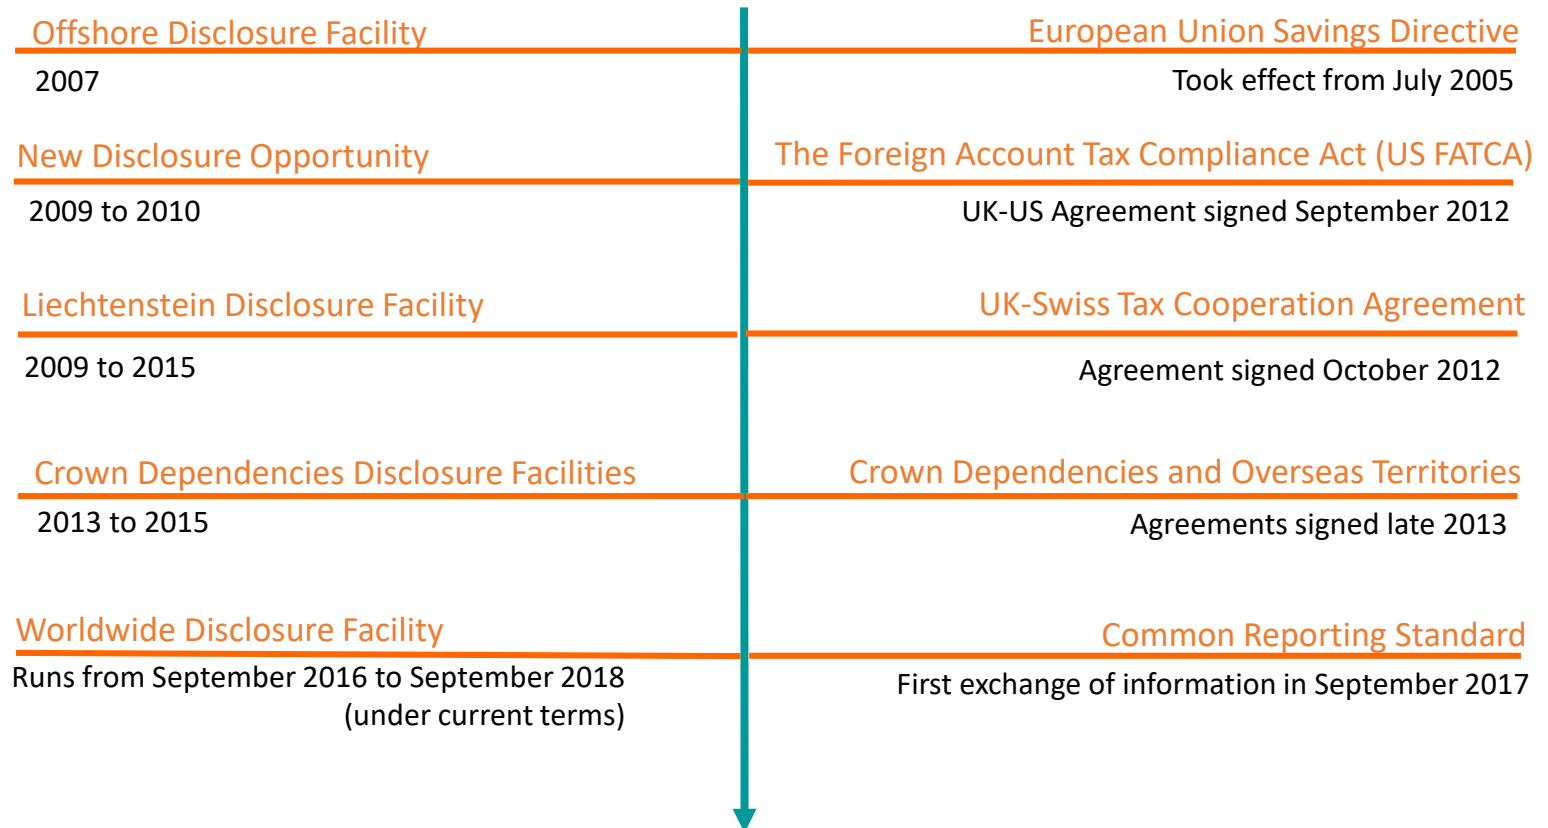 Offshore Disclosure Facility
2007
New Disclosure Opportunity
2009 to 2010
Liechtenstein Disclosure Facility
2009 to 2015
Crown Dependencies Disclosure Facilities
2013 to 2015
Worldwide Disclosure Facility
Runs from September 2016 to September 2018
(under current terms)
European Union Savings Directive
Took effect from July 2005
The Foreign Account Tax Compliance Act (US FATCA)
UK-US Agreement signed September 2012
UK-Swiss Tax Cooperation Agreement
Agreement signed October 2012
Crown Dependencies and Overseas Territories
Agreements signed late 2013
Common Reporting Standard
First exchange of information in September 2017